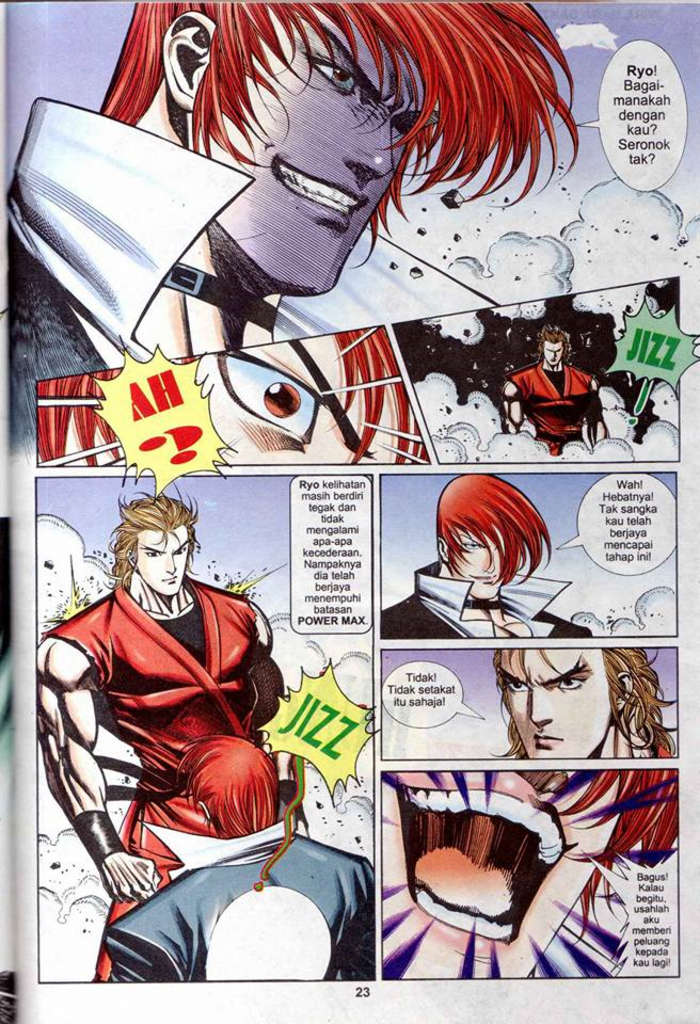 Ryo!
Bagai-
manakah
dengan
kau?
Seronok
tak?
AH
?
JIZZ
!
Ryo kelihatan
masih berdiri
tegak dan
tidak
mengalami
apa-apa
kecederaan.
Nampaknya
dia telah
berjaya
menempuhi
batasan
POWER MAX.
JIZZ
Wah!
Hebatnya!
Tak sangka
kau telah
berjaya
mencapai
tahap ini!
Tidak!
Tidak setakat
itu sahaja!
Bagus!
Kalau
begitu,
usahlah
aku
memberi
peluang
kepada
kau lagi!
23